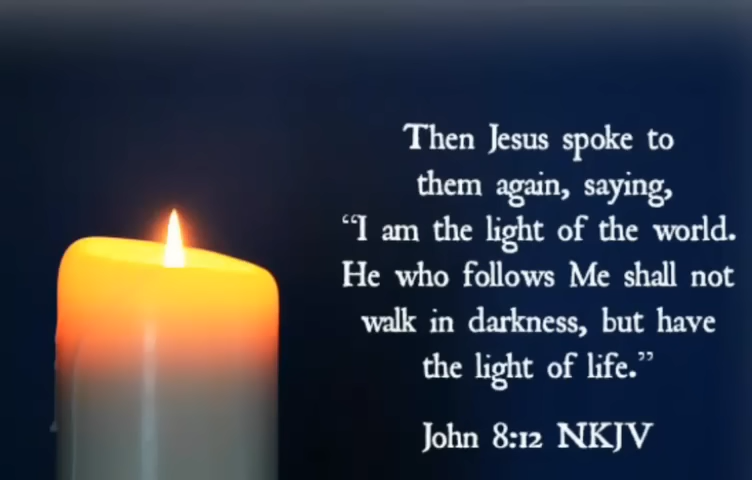 Then Jesus spoke to
them again, saying,
“I am the light of the world.
He who follows Me shall not
walk in darkness, but have
the light of life.”
John 8:12 NKJV